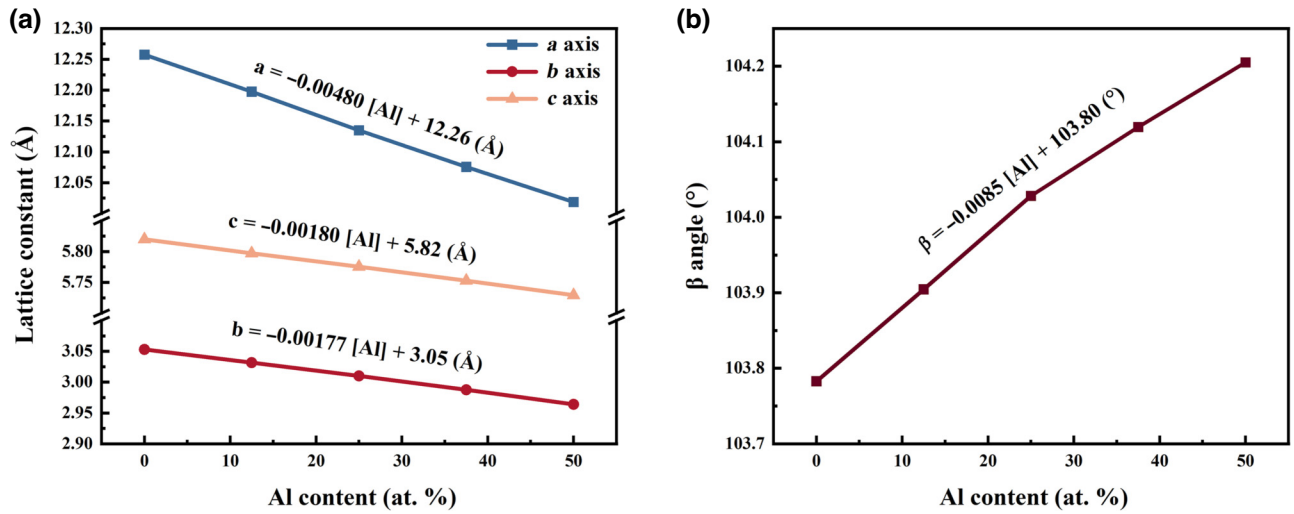 (a)
12.30
12.25
12.20
12.15
12.10
12.05
5.80
5.75
3.05
3.00
2.95
2.90
Lattice constant (Å)
a axis
b axis
c axis
a = −0.00480 [Al] + 12.26 (Å)
c = −0.00180 [Al] + 5.82 (Å)
b = −0.00177 [Al] + 3.05 (Å)
0 10 20 30 40 50
Al content (at. %)
(b)
104.2
104.1
104.0
103.9
103.8
103.7
β angle (°)
β = −0.0085 [Al] + 103.80 (°)
0 10 20 30 40 50
Al content (at. %)